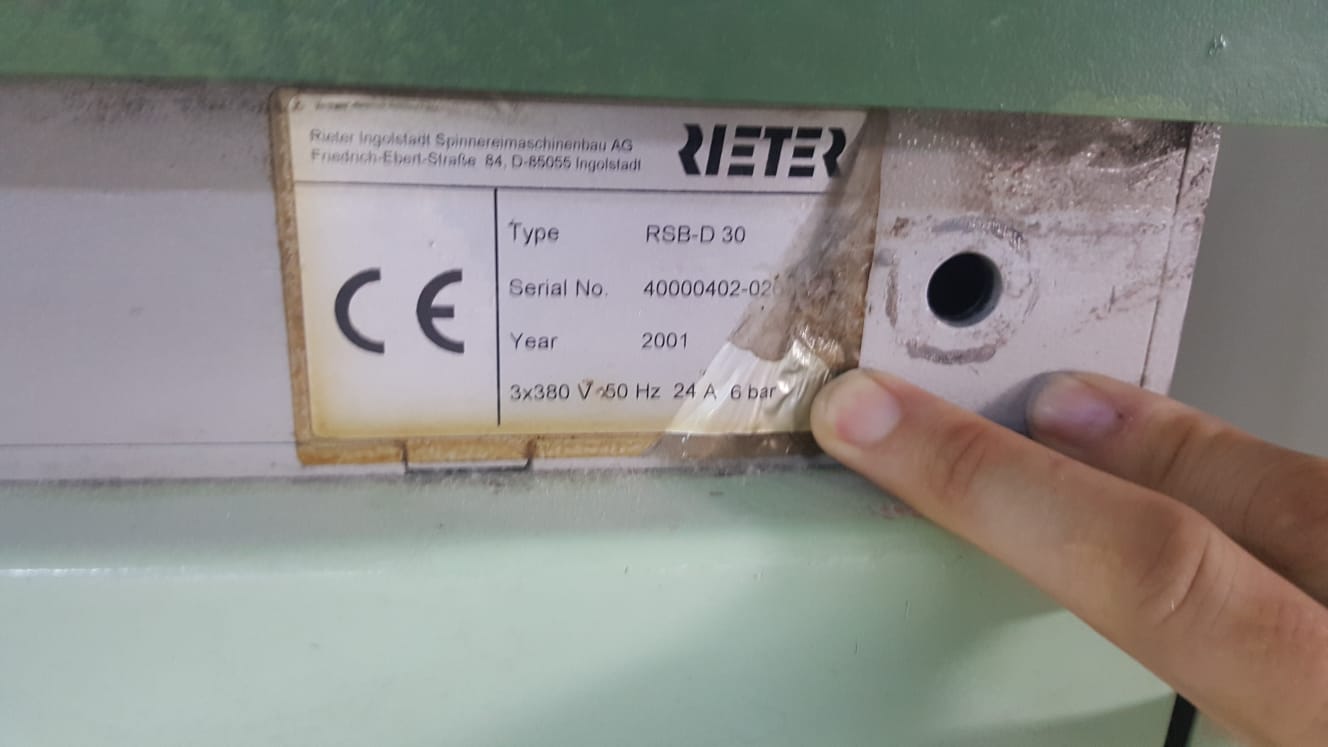 Rieter Ingolstadt Spinnereimaschinenbau AG
Friedrich-Ebert-Straße 84, D-85055 Ingolstadt
RIETER
CE
Type RSB-D 30
Serial No.
Year 2001
3x380 V 50 Hz 24 A 6 bar